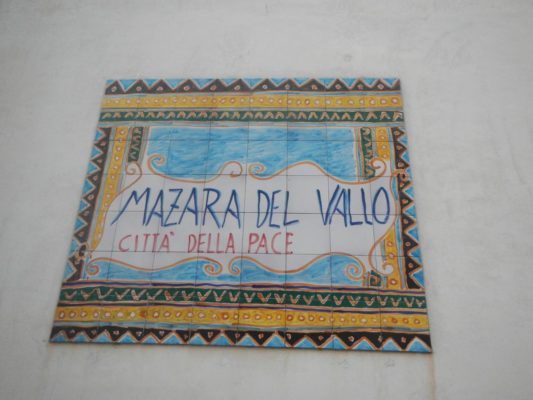 MAZARA DEL VALLO
CITTA' DELLA PACE